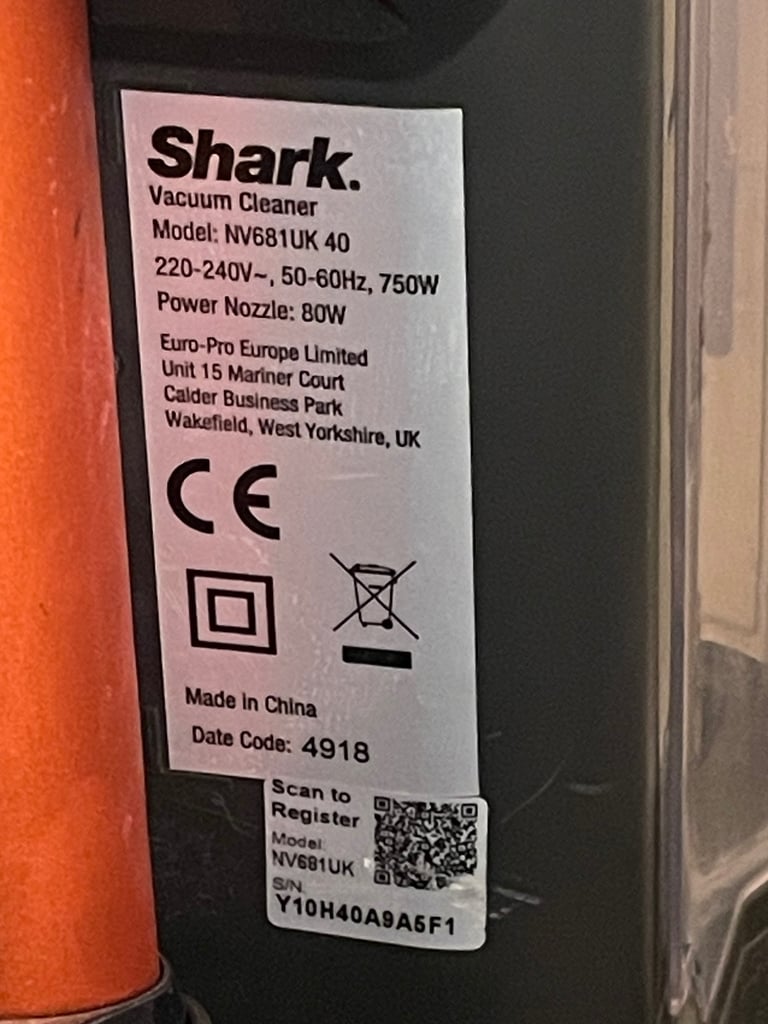 Shark.
Vacuum Cleaner
Model: NV681UK 40
220-240V~, 50-60Hz, 750W
Power Nozzle: 80W
Euro-Pro Europe Limited
Unit 15 Mariner Court
Calder Business Park
Wakefield, West Yorkshire, UK
CE
Made in China
Date Code: 4918
Scan to
Register
Model:
NV681UK
S/N
Y10H40A9A5F1